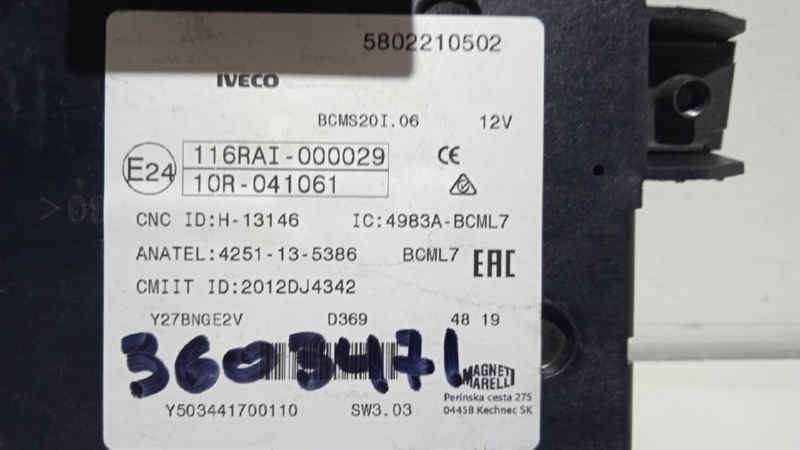 5802210502
IVECO
BCMS20I.06 12V
E24 116RAI-000029
10R-041061
CE
CNC ID:H-13146 IC:4983A-BCML7
ANATEL:4251-13-5386 BCML7 EAC
CMIIT ID:2012DJ4342
Y27BNGE2V D369 48 19
3603471
MAGNETI MARELLI
Perinska cesta 275
Y503441700110 SW3.03 04458 Kechnec SK